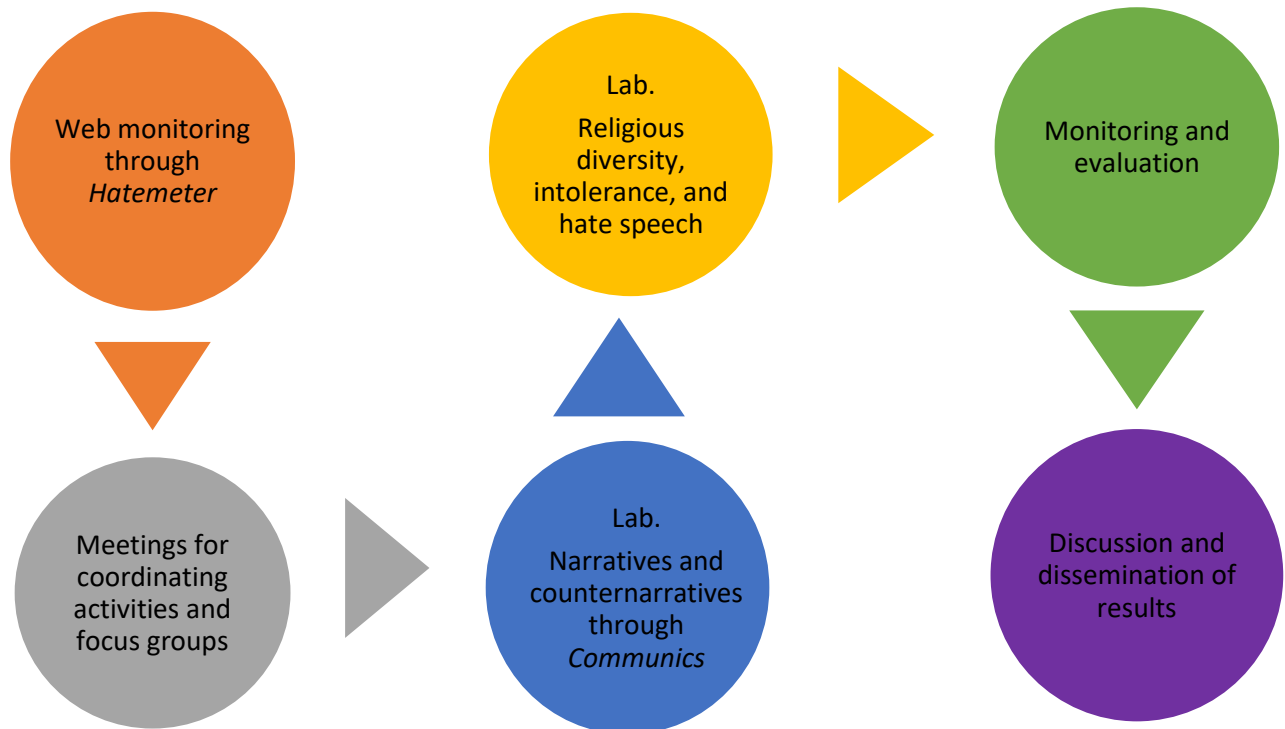 Web monitoring
through
Hatemeter
Meetings for
coordinating
activities and
focus groups
Lab.
Narratives and
counternarratives
through
Communics
Lab.
Religious
diversity,
intolerance, and
hate speech
Monitoring and
evaluation
Discussion and
dissemination of
results